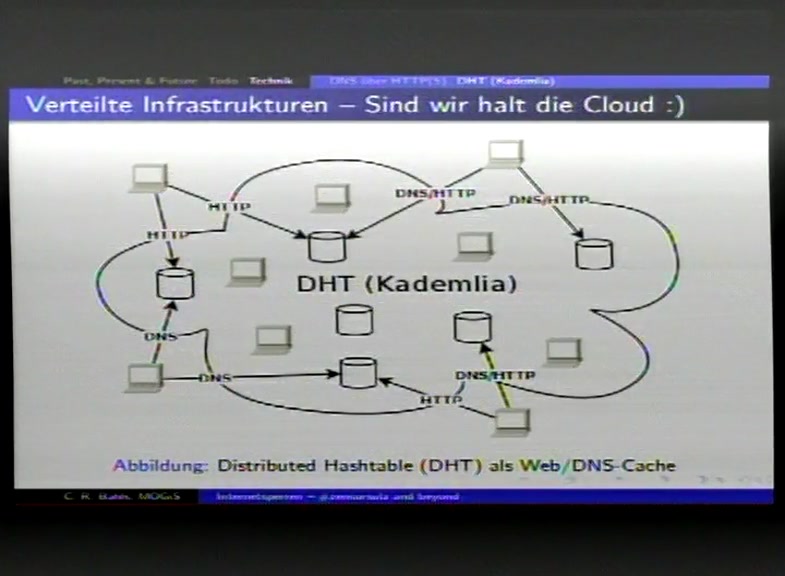 Past, Present & Future Todo Technik DNS über HTTP(S) DHT (Kademlia)
Verteilte Infrastrukturen – Sind wir halt die Cloud :)
HTTP
DNS/HTTP
DNS/HTTP
HTTP
DHT (Kademlia)
DNS
DNS
DNS/HTTP
HTTP
Abbildung: Distributed Hashtable (DHT) als Web/DNS-Cache
C. R. MOGiS Internetsperren – and beyond